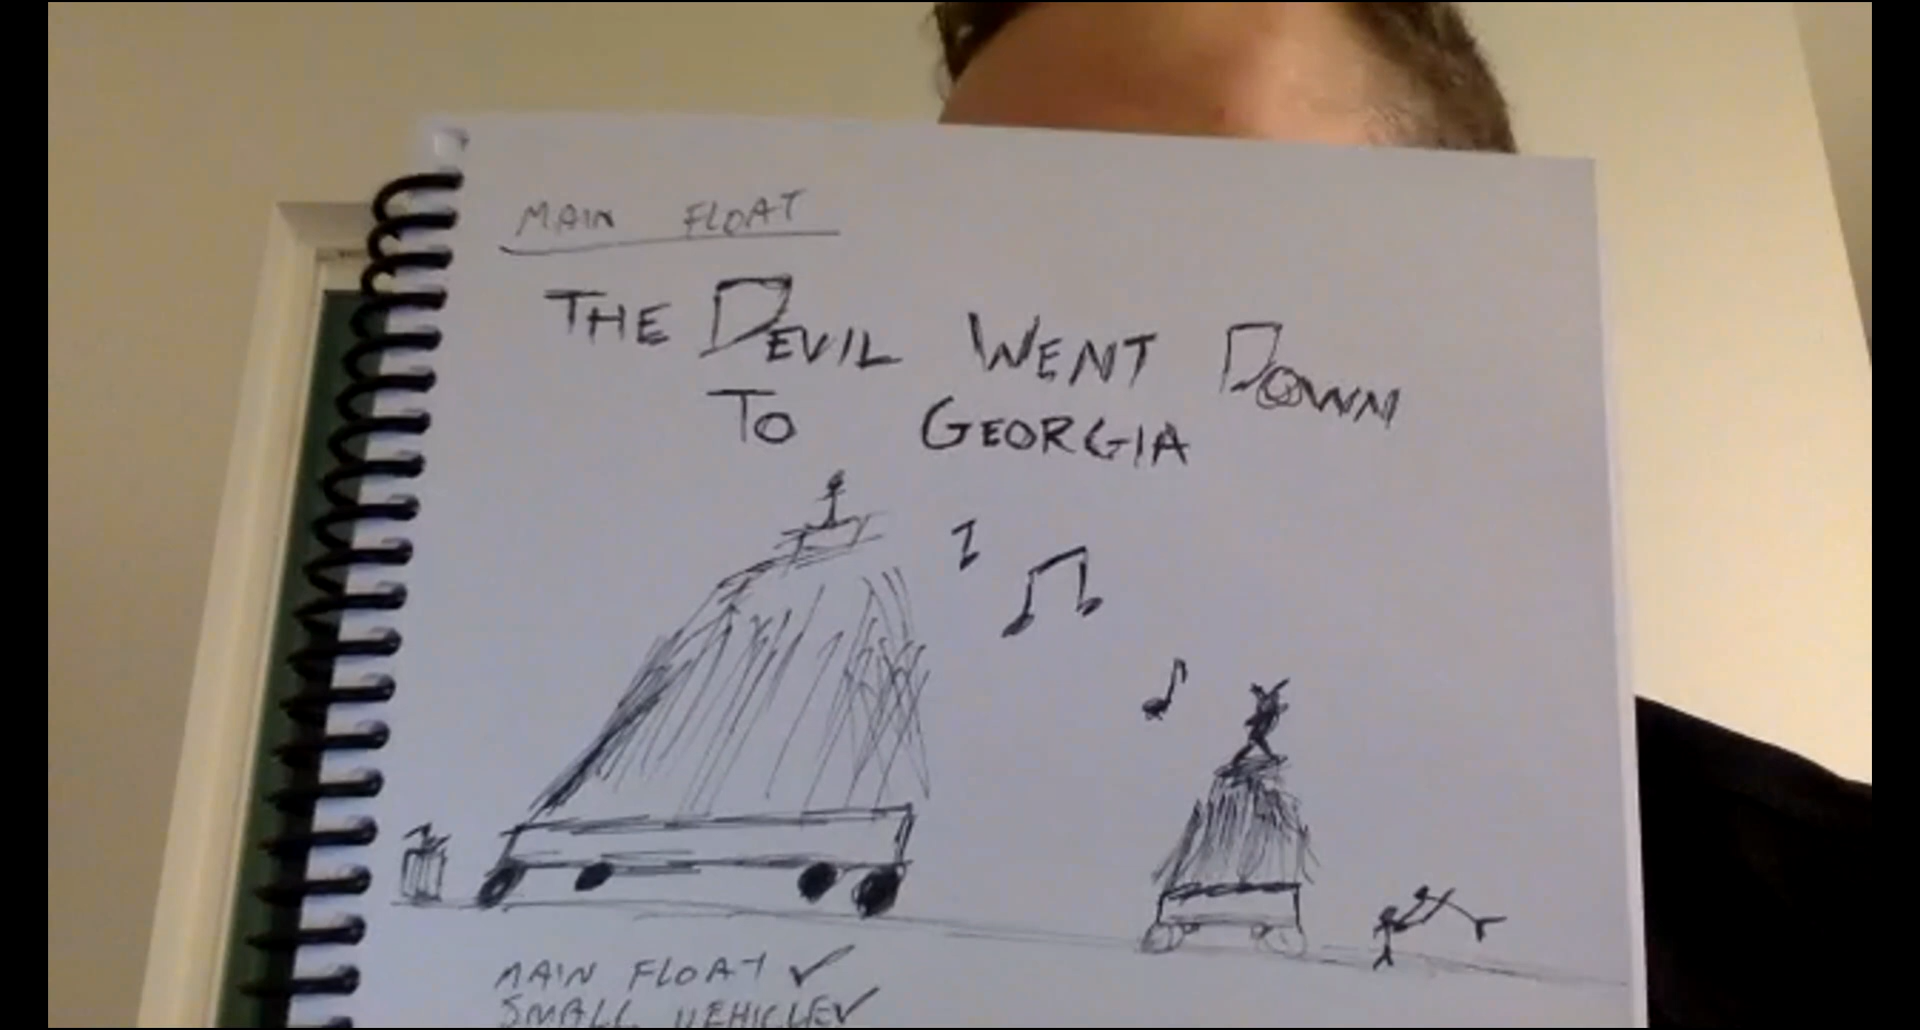 MAIN FLOAT
THE DEVIL WENT DOWN
TO GEORGIA
MAIN FLOAT ✓
SMALL VEHICLE ✓